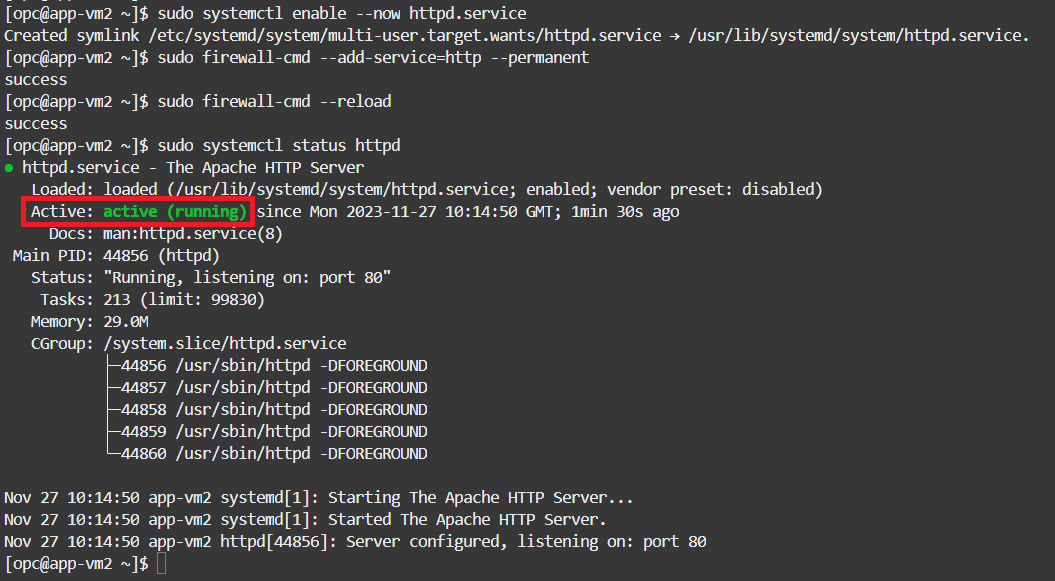 [opc@app-vm2 ~]$ sudo systemctl enable --now httpd.service
Created symlink /etc/systemd/system/multi-user.target.wants/httpd.service → /usr/lib/systemd/system/httpd.service.
[opc@app-vm2 ~]$ sudo firewall-cmd --add-service=http --permanent
success
[opc@app-vm2 ~]$ sudo firewall-cmd --reload
success
[opc@app-vm2 ~]$ sudo systemctl status httpd
● httpd.service - The Apache HTTP Server
   Loaded: loaded (/usr/lib/systemd/system/httpd.service; enabled; vendor preset: disabled)
   Active: active (running) since Mon 2023-11-27 10:14:50 GMT; 1min 30s ago
     Docs: man:httpd.service(8)
 Main PID: 44856 (httpd)
   Status: "Running, listening on: port 80"
    Tasks: 213 (limit: 99830)
   Memory: 29.0M
   CGroup: /system.slice/httpd.service
           ├─44856 /usr/sbin/httpd -DFOREGROUND
           ├─44857 /usr/sbin/httpd -DFOREGROUND
           ├─44858 /usr/sbin/httpd -DFOREGROUND
           ├─44859 /usr/sbin/httpd -DFOREGROUND
           └─44860 /usr/sbin/httpd -DFOREGROUND
Nov 27 10:14:50 app-vm2 systemd[1]: Starting The Apache HTTP Server...
Nov 27 10:14:50 app-vm2 systemd[1]: Started The Apache HTTP Server.
Nov 27 10:14:50 app-vm2 httpd[44856]: Server configured, listening on: port 80
[opc@app-vm2 ~]$